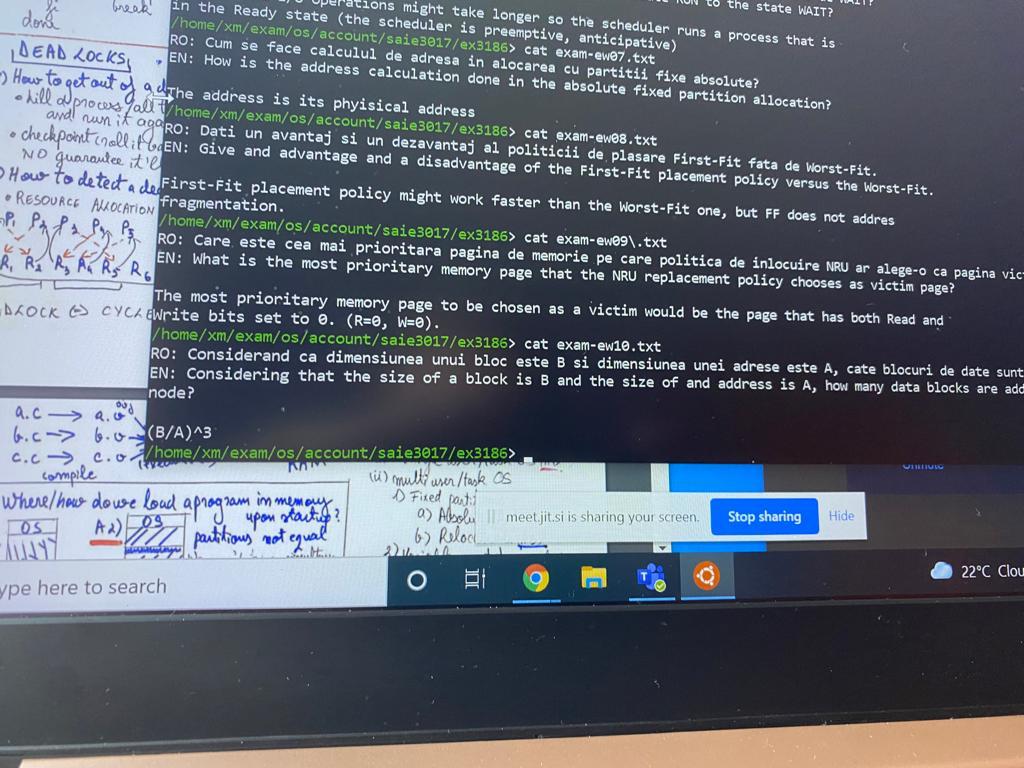 break
done
DEAD LOCKS
How to get out of a d
kill a process/all t
and run it aga
checkpoint (roll it b
NO guarantee it'l
How to detect a de
RESOURCE ALLOCATION
P1 P2 P3 P4 P5
R1 R2 R3 R4 R5 R6
DLOCK <=> CYCLE
operations might take longer so the scheduler runs a process that is
in the Ready state (the scheduler is preemptive, anticipative)
to the state WAIT?
/home/xm/exam/os/account/saie3017/ex3186> cat exam-ew07.txt
RO: Cum se face calculul de adresa in alocarea cu partitii fixe absolute?
EN: How is the address calculation done in the absolute fixed partition allocation?
The address is its phyisical address
/home/xm/exam/os/account/saie3017/ex3186> cat exam-ew08.txt
RO: Dati un avantaj si un dezavantaj al politicii de plasare First-Fit fata de Worst-Fit.
EN: Give and advantage and a disadvantage of the First-Fit placement policy versus the Worst-Fit.
First-Fit placement policy might work faster than the Worst-Fit one, but FF does not addres
fragmentation.
/home/xm/exam/os/account/saie3017/ex3186> cat exam-ew09\.txt
RO: Care este cea mai prioritara pagina de memorie pe care politica de inlocuire NRU ar alege-o ca pagina vict
EN: What is the most prioritary memory page that the NRU replacement policy chooses as victim page?
The most prioritary memory page to be chosen as a victim would be the page that has both Read and
Write bits set to 0. (R=0, W=0).
/home/xm/exam/os/account/saie3017/ex3186> cat exam-ew10.txt
RO: Considerand ca dimensiunea unui bloc este B si dimensiunea unei adrese este A, cate blocuri de date sunt
EN: Considering that the size of a block is B and the size of and address is A, how many data blocks are add
node?
(B/A)^3
/home/xm/exam/os/account/saie3017/ex3186>
a.c → a.o
b.c → b.o
c.c → c.o
compile
RAM
Where/how do we load a program in memory
upon startup?
OS A2) OS
partitions not equal
(ii) multi user/task OS
1) Fixed parti
a) Absolu
b) Reloc
Unmute
meet.jit.si is sharing your screen. Stop sharing Hide
ype here to search
22°C Clou